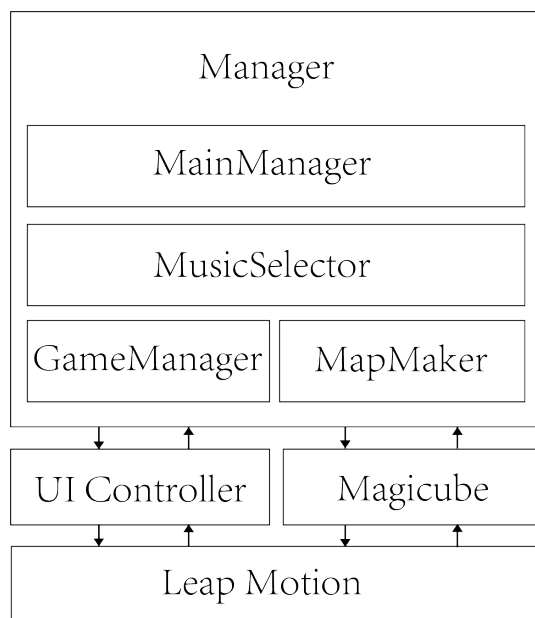 Manager
MainManager
MusicSelector
GameManager
MapMaker
UI Controller
Magicube
Leap Motion